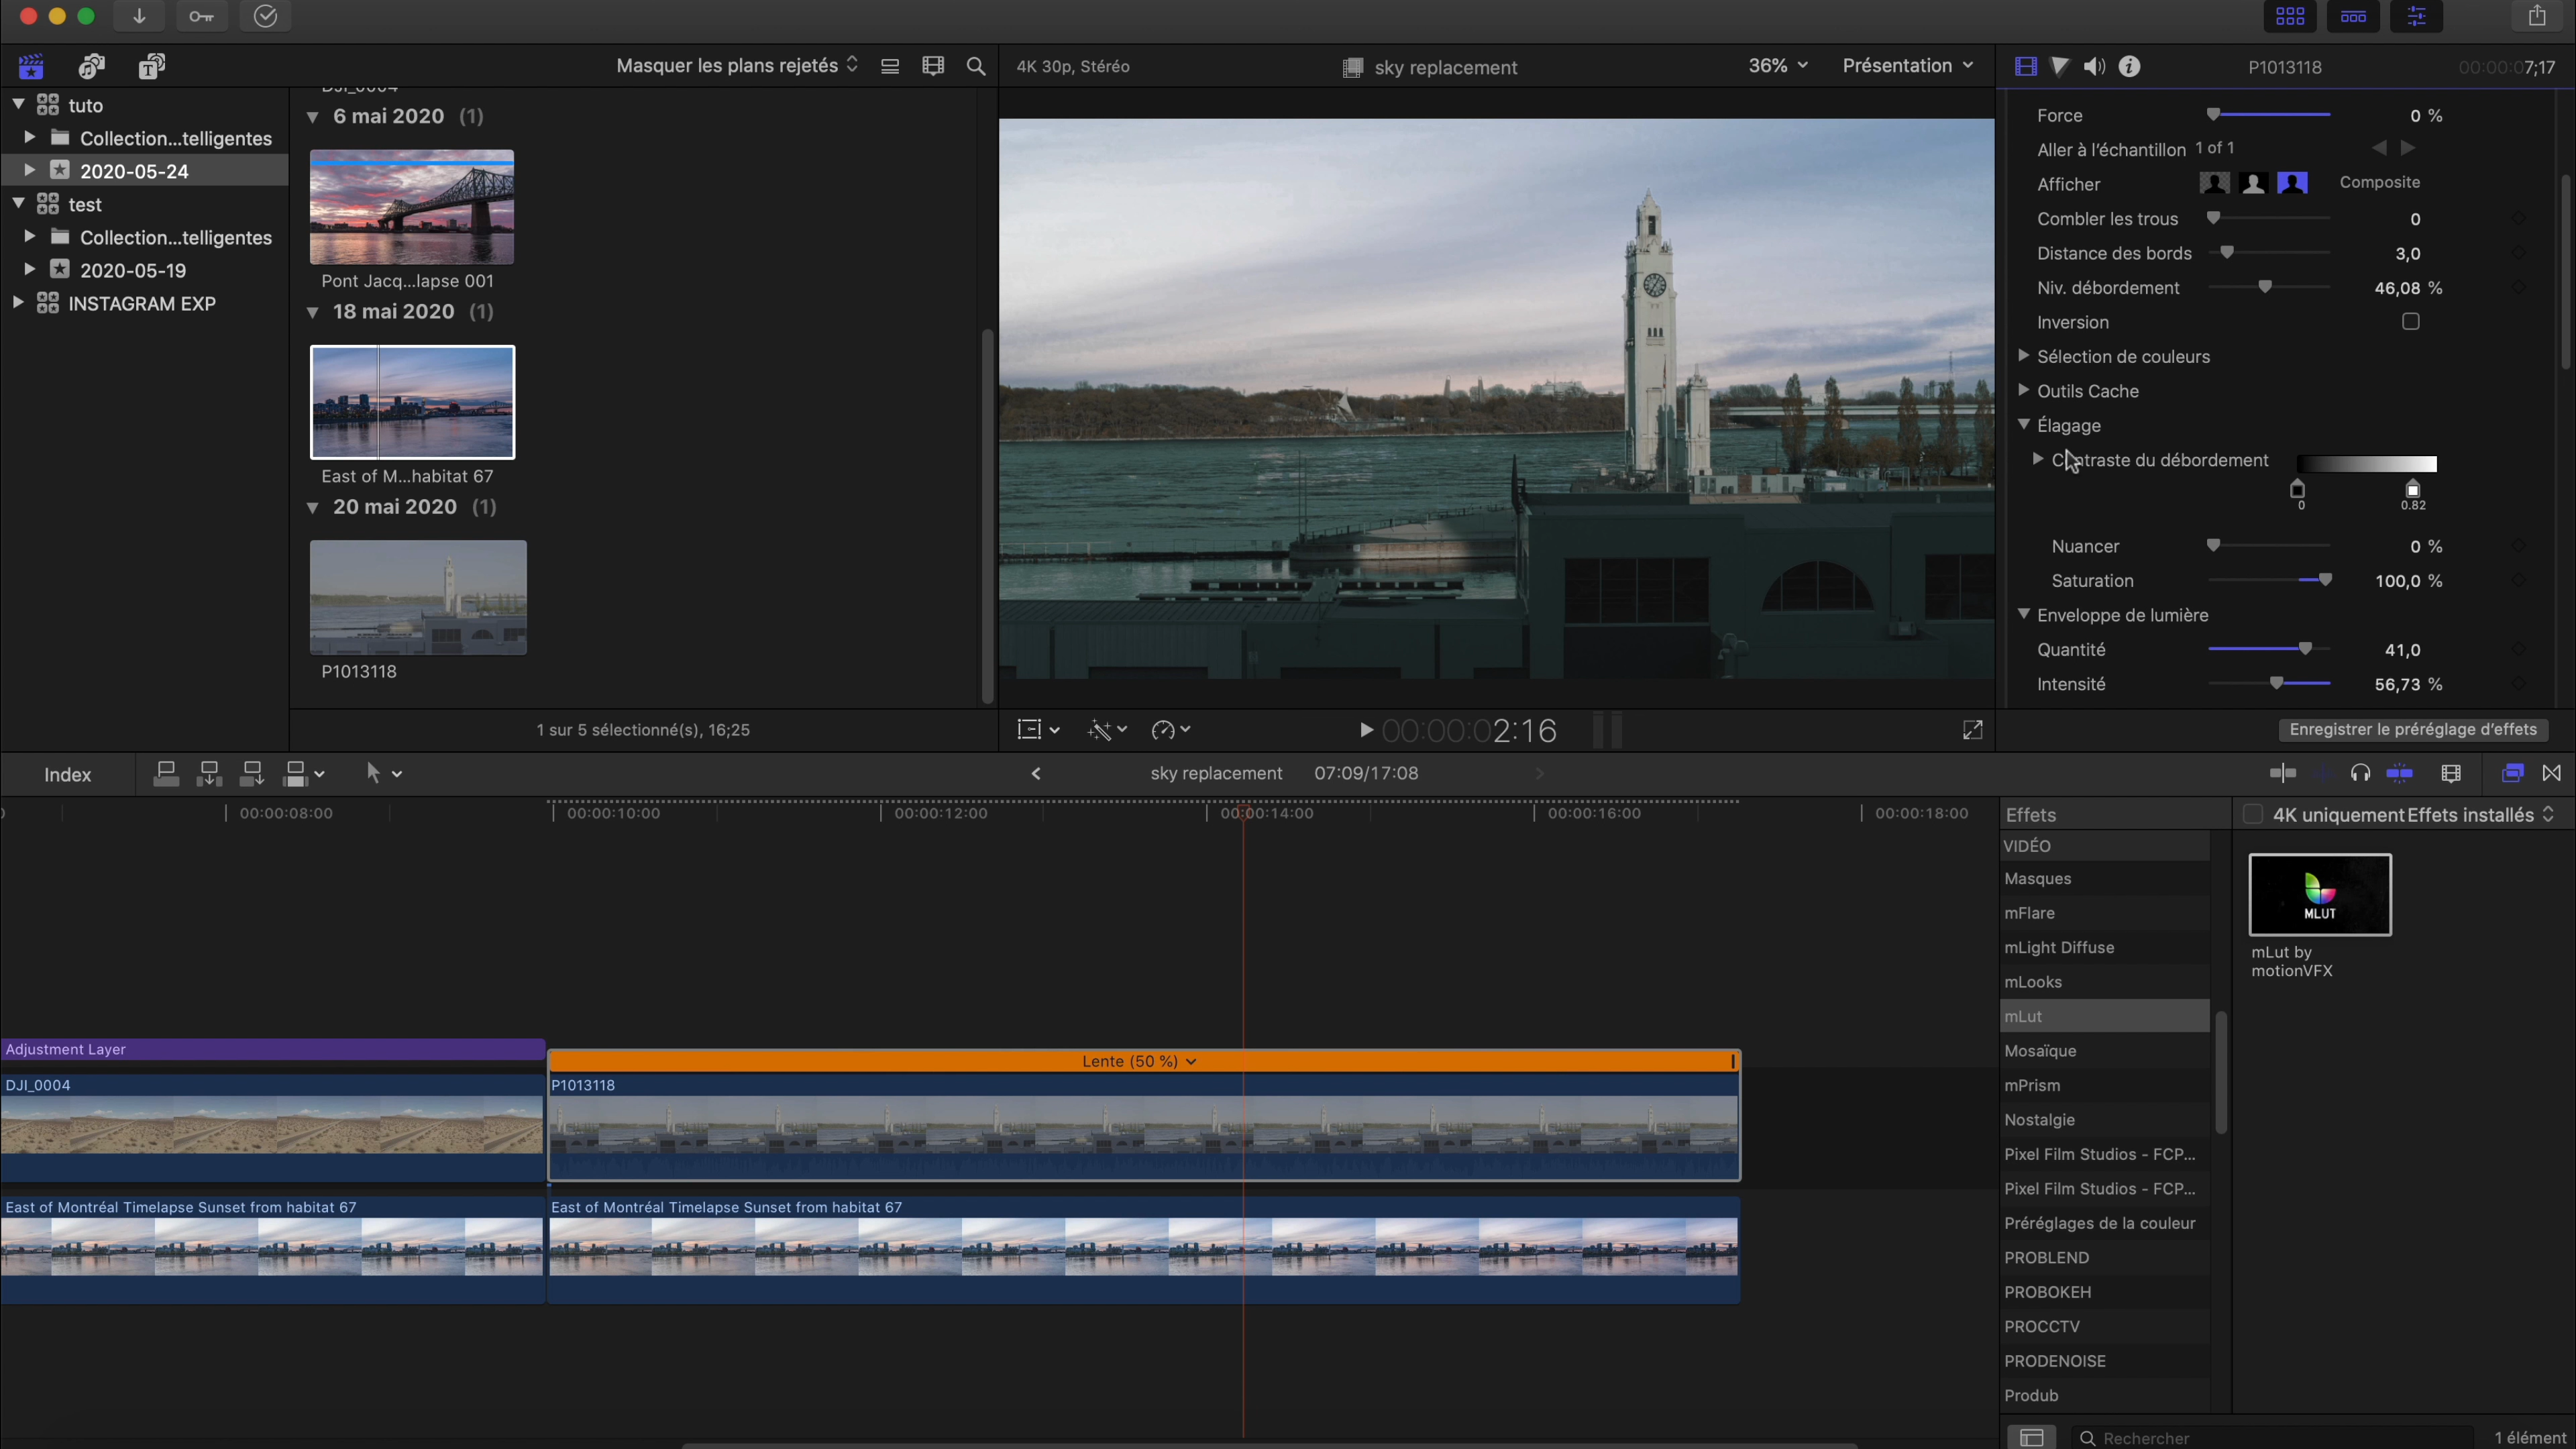 Masquer les plans rejetés
4K 30p, Stéréo
sky replacement
36%
Présentation
P1013118
00:00:07;17
tuto
Collection...telligentes
2020-05-24
test
Collection...telligentes
2020-05-19
INSTAGRAM EXP
6 mai 2020 (1)
Pont Jacq...lapse 001
18 mai 2020 (1)
East of M...habitat 67
20 mai 2020 (1)
P1013118
1 sur 5 sélectionné(s), 16;25
00:00:02:16
Force 0 %
Aller à l'échantillon 1 of 1
Afficher Composite
Combler les trous 0
Distance des bords 3,0
Niv. débordement 46,08 %
Inversion
Sélection de couleurs
Outils Cache
Élagage
Contraste du débordement
0 0.82
Nuancer 0 %
Saturation 100,0 %
Enveloppe de lumière
Quantité 41,0
Intensité 56,73 %
Enregistrer le préréglage d'effets
Index
sky replacement 07:09/17:08
00:00:08:00 00:00:10:00 00:00:12:00 00:00:14:00 00:00:16:00 00:00:18:00
Adjustment Layer
Lente (50 %)
DJI_0004
P1013118
East of Montréal Timelapse Sunset from habitat 67
East of Montréal Timelapse Sunset from habitat 67
Effets
4K uniquement Effets installés
VIDÉO
Masques
mFlare
mLight Diffuse
mLooks
mLut
Mosaïque
mPrism
Nostalgie
Pixel Film Studios - FCP...
Pixel Film Studios - FCP...
Préréglages de la couleur
PROBLEND
PROBOKEH
PROCCTV
PRODENOISE
Produb
MLUT
mLut by
motionVFX
Rechercher
1 élément